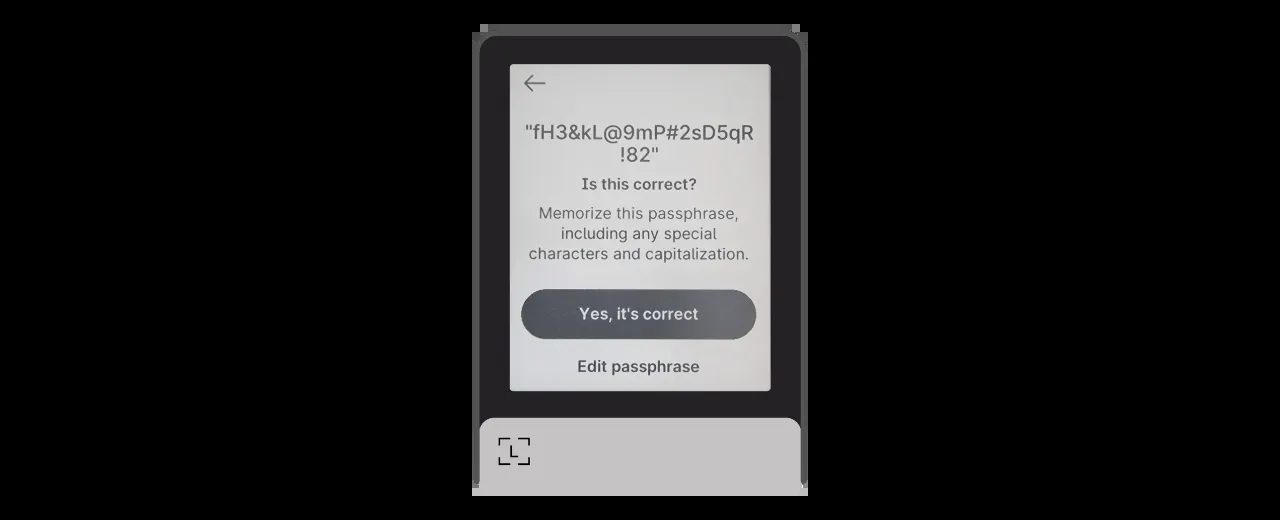 "fH3&kL@9mP#2sD5qR
!82"
Is this correct?
Memorize this passphrase,
including any special
characters and capitalization.
Yes, it's correct
Edit passphrase
L